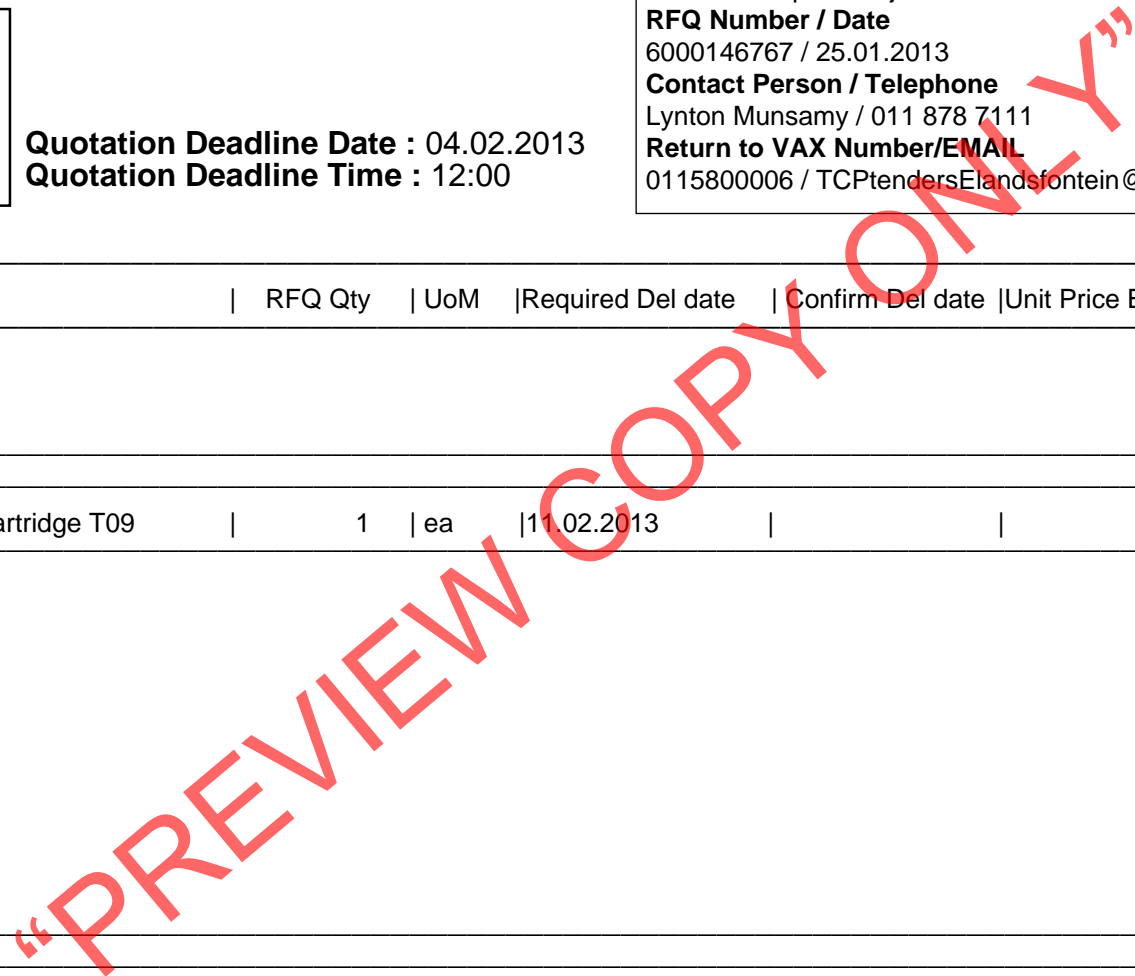 RFQ Number / Date
6000146767 / 25.01.2013
Contact Person / Telephone
Lynton Munsamy / 011 878 7111
Return to VAX Number/EMAIL
0115800006 / TCPtendersElandsfontein@
Quotation Deadline Date : 04.02.2013
Quotation Deadline Time : 12:00
| RFQ Qty | UoM |Required Del date | Confirm Del date |Unit Price E
artridge T09 | 1 | ea |11.02.2013 | |
“PREVIEW COPY ONLY”